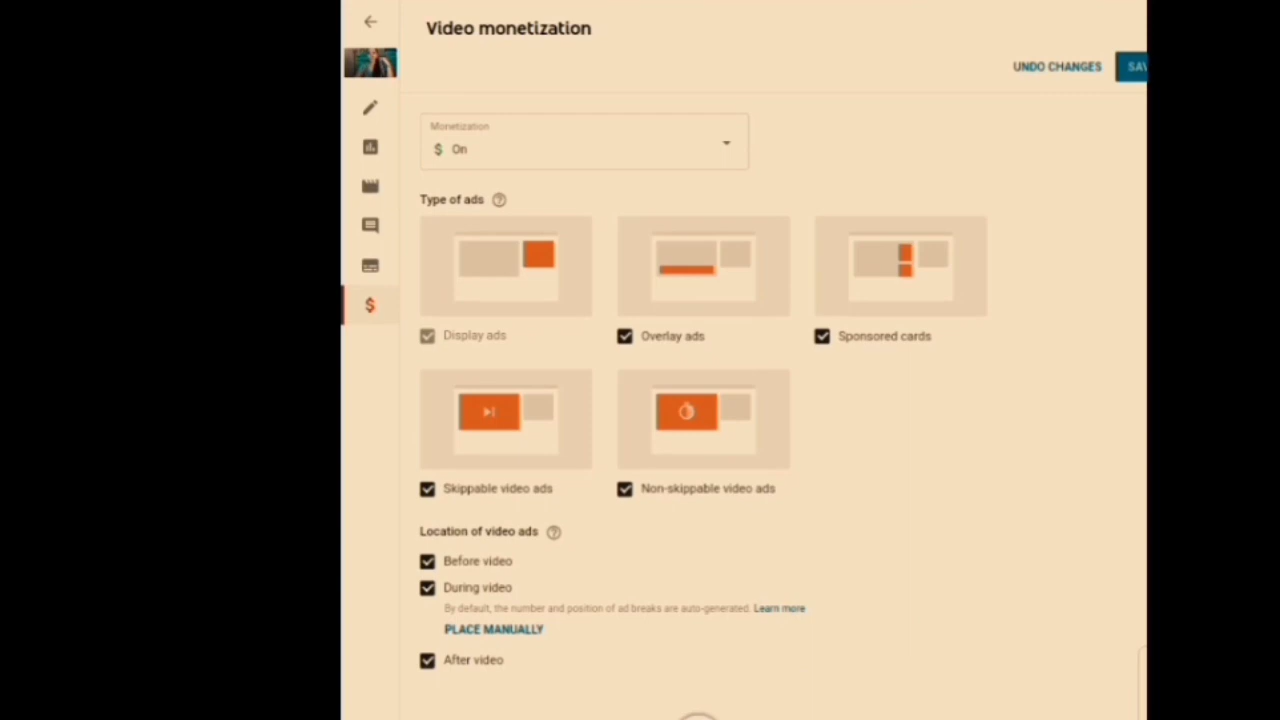 Video monetization
UNDO CHANGES
Monetization
$ On
Type of ads
Display ads
Overlay ads
Sponsored cards
Skippable video ads
Non-skippable video ads
Location of video ads
Before video
During video
By default, the number and position of ad breaks are auto-generated. Learn more
PLACE MANUALLY
After video